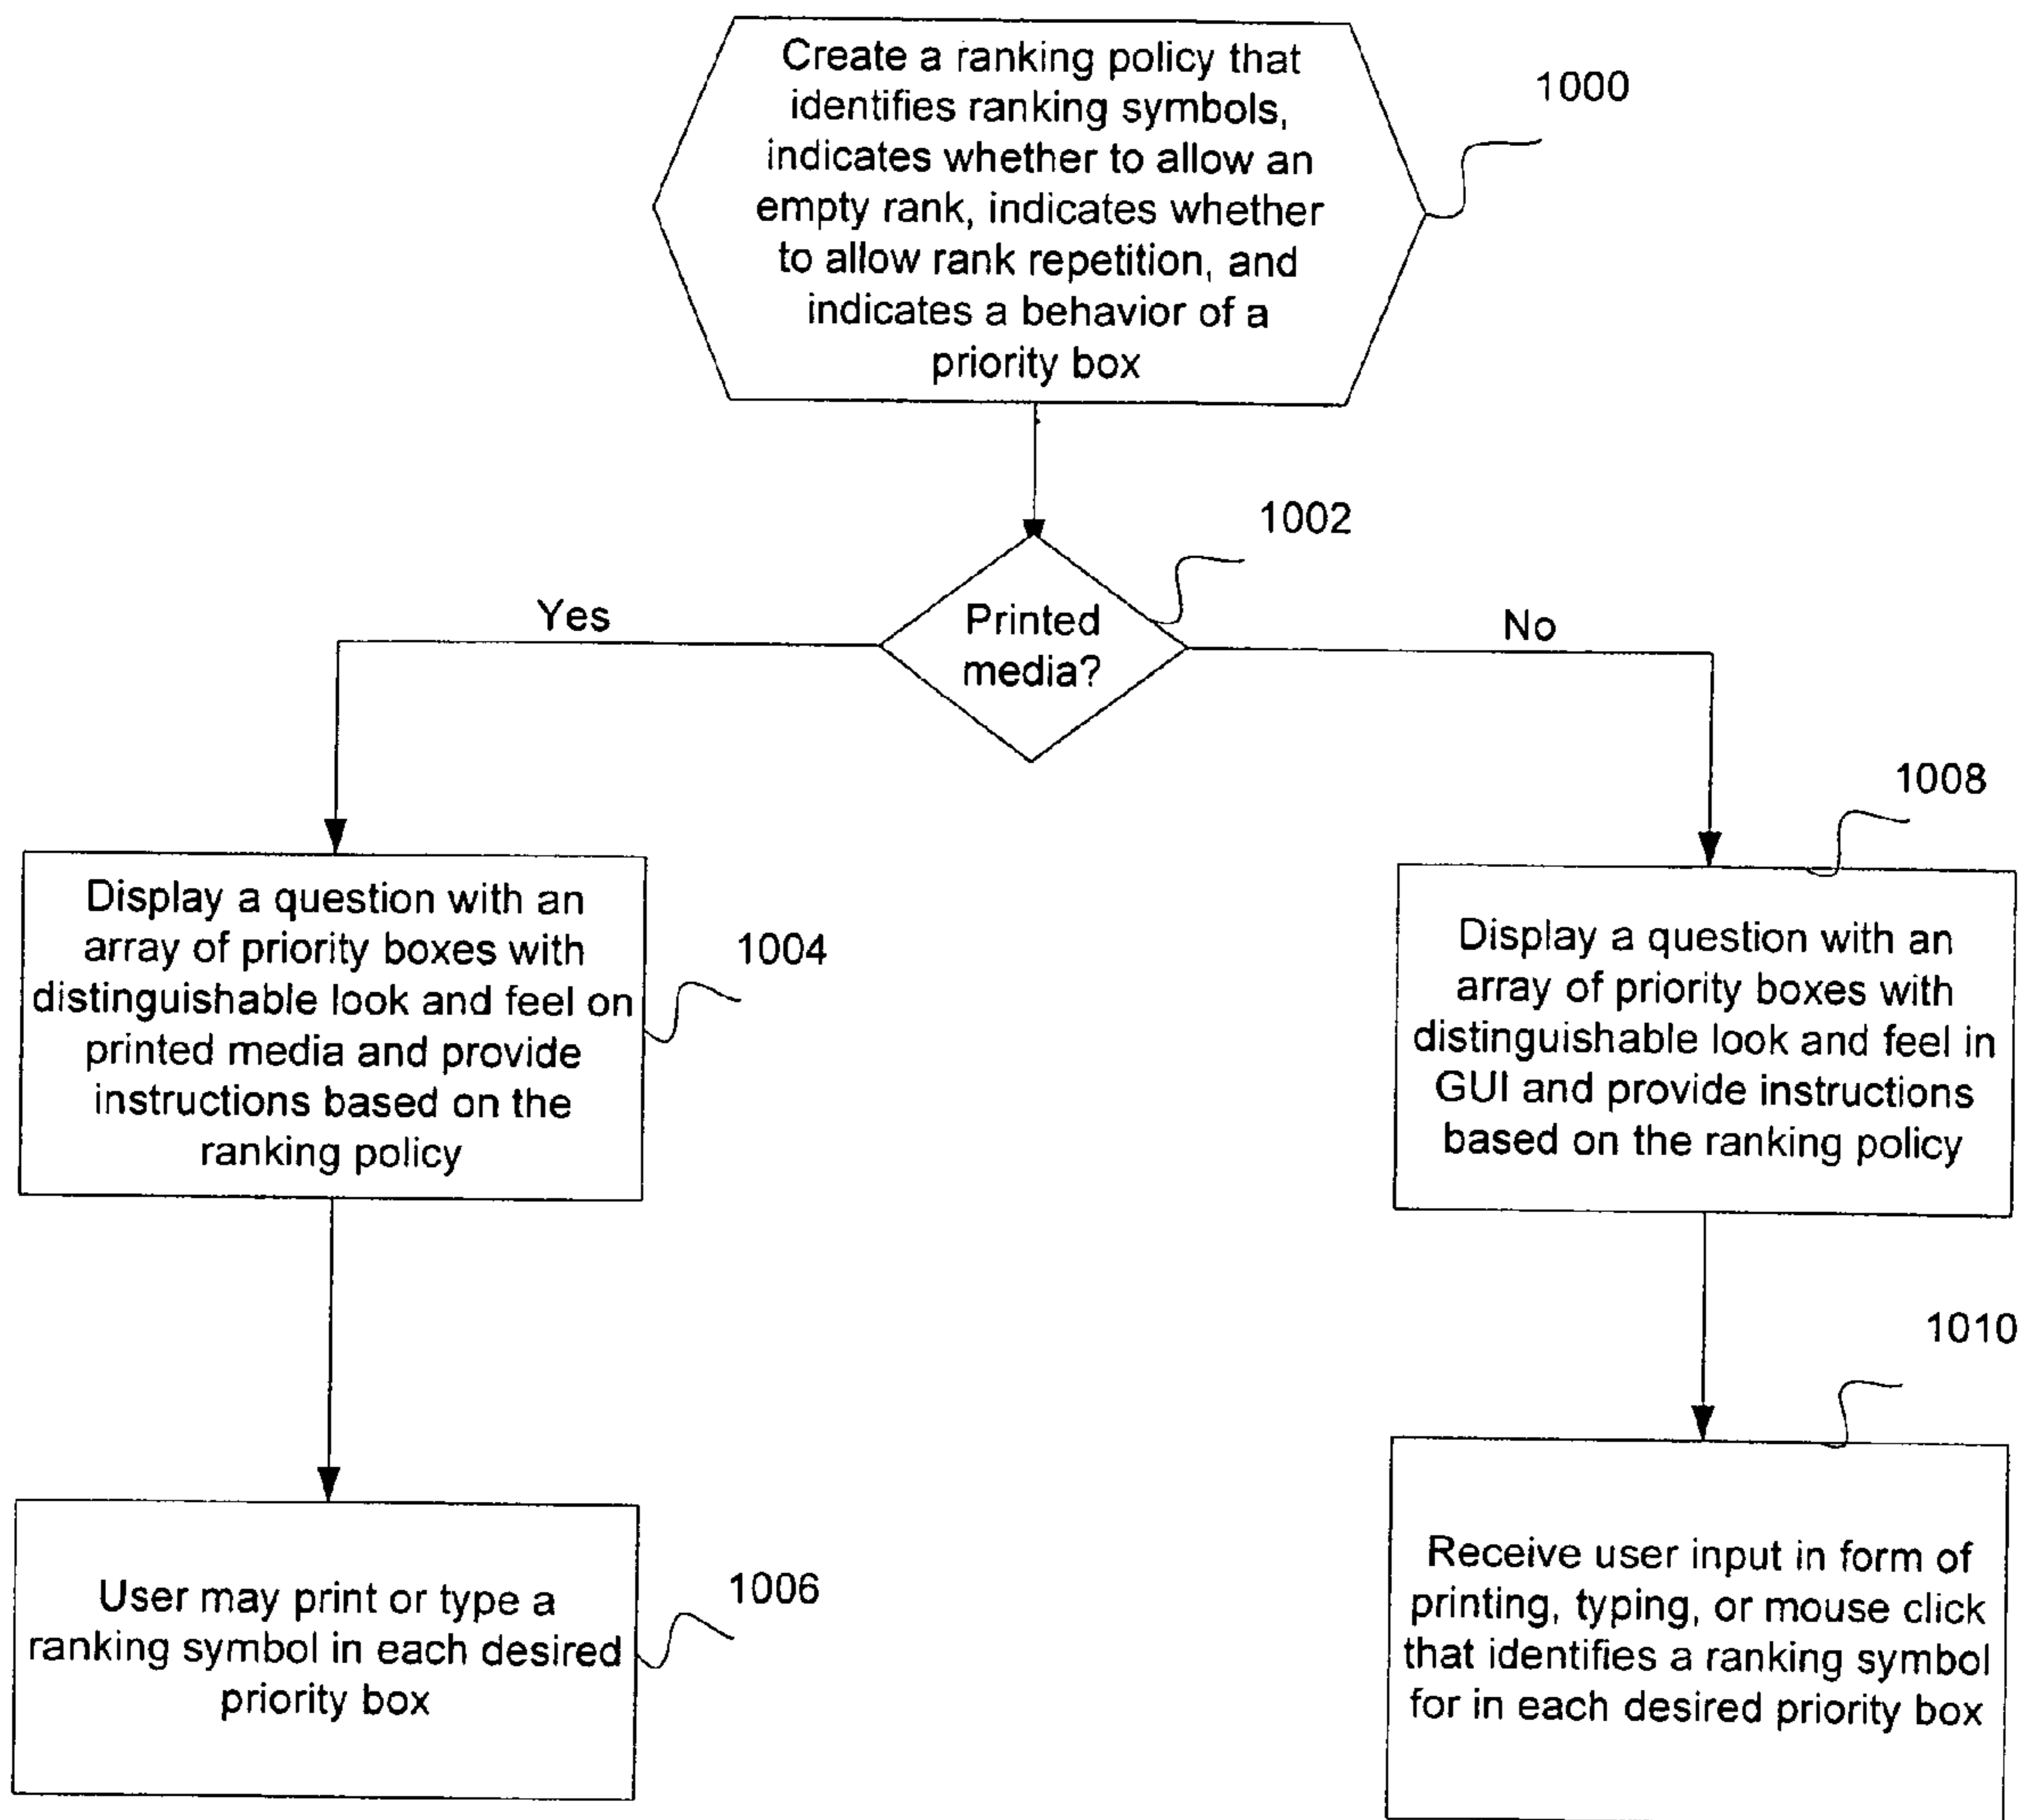 Create a ranking policy that
identifies ranking symbols,
indicates whether to allow an
empty rank, indicates whether
to allow rank repetition, and
indicates a behavior of a
priority box
1000
1002
Printed
media?
Yes
No
Display a question with an
array of priority boxes with
distinguishable look and feel on
printed media and provide
instructions based on the
ranking policy
1004
1008
Display a question with an
array of priority boxes with
distinguishable look and feel in
GUI and provide instructions
based on the ranking policy
User may print or type a
ranking symbol in each desired
priority box
1006
1010
Receive user input in form of
printing, typing, or mouse click
that identifies a ranking symbol
for in each desired priority box